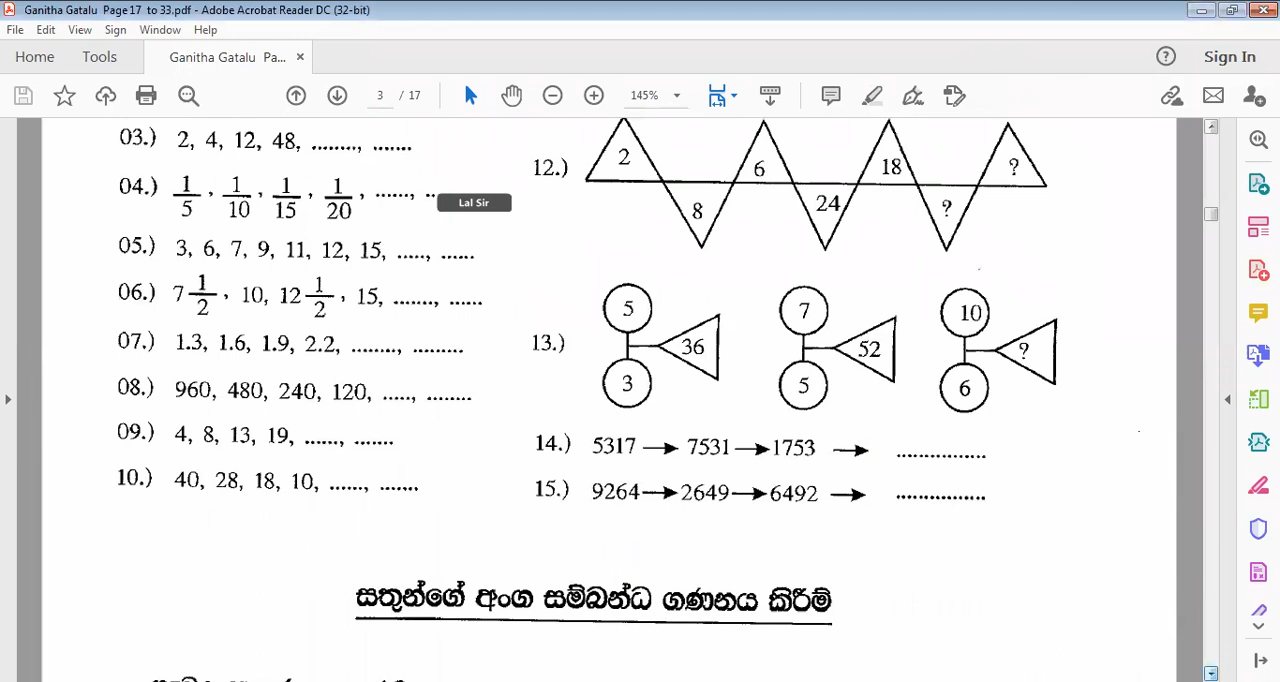 Ganitha Gatalu Page 17 to 33.pdf - Adobe Acrobat Reader DC (32-bit)
File Edit View Sign Window Help
Home Tools Ganitha Gatalu Pa... × Sign In
3 / 17 145%
03.) 2, 4, 12, 48, ........, .......
04.) 1/5, 1/10, 1/15, 1/20, ......, ..
Lal Sir
05.) 3, 6, 7, 9, 11, 12, 15, ....., ......
06.) 7 1/2, 10, 12 1/2, 15, ......., ......
07.) 1.3, 1.6, 1.9, 2.2, ........., .........
08.) 960, 480, 240, 120, ....., ........
09.) 4, 8, 13, 19, ......, .......
10.) 40, 28, 18, 10, ......, .......
12.) 2 8 6 24 18 ? ?
13.) 5 3 36 7 5 52 10 6 ?
14.) 5317 → 7531 → 1753 → ................
15.) 9264 → 2649 → 6492 → ................
සතුන්ගේ අංග සම්බන්ධ ගණනය කිරීම්